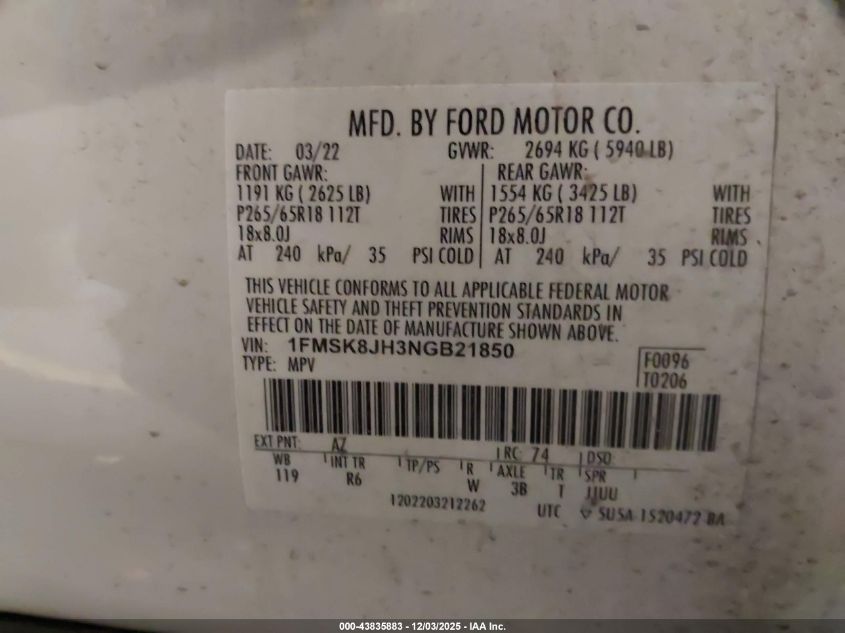 MFD. BY FORD MOTOR CO.
DATE: 03/22 GVWR: 2694 KG ( 5940 LB)
FRONT GAWR: REAR GAWR:
1191 KG ( 2625 LB) WITH 1554 KG ( 3425 LB) WITH
P265/65R18 112T TIRES P265/65R18 112T TIRES
18x8.0J RIMS 18x8.0J RIMS
AT 240 kPa/ 35 PSI COLD AT 240 kPa/ 35 PSI COLD
THIS VEHICLE CONFORMS TO ALL APPLICABLE FEDERAL MOTOR
VEHICLE SAFETY AND THEFT PREVENTION STANDARDS IN
EFFECT ON THE DATE OF MANUFACTURE SHOWN ABOVE.
VIN: 1FMSK8JH3NGB21850
TYPE: MPV F0096
T0206
EXT PNT: AZ RC: 74 DSO
WB INT TR TP/PS R AXLE TR SPR
119 R6 W 3B T JJUU
1202203212262 UTC SUSA-1520472-BA
000-43835883 - 12/03/2025 - IAA Inc.